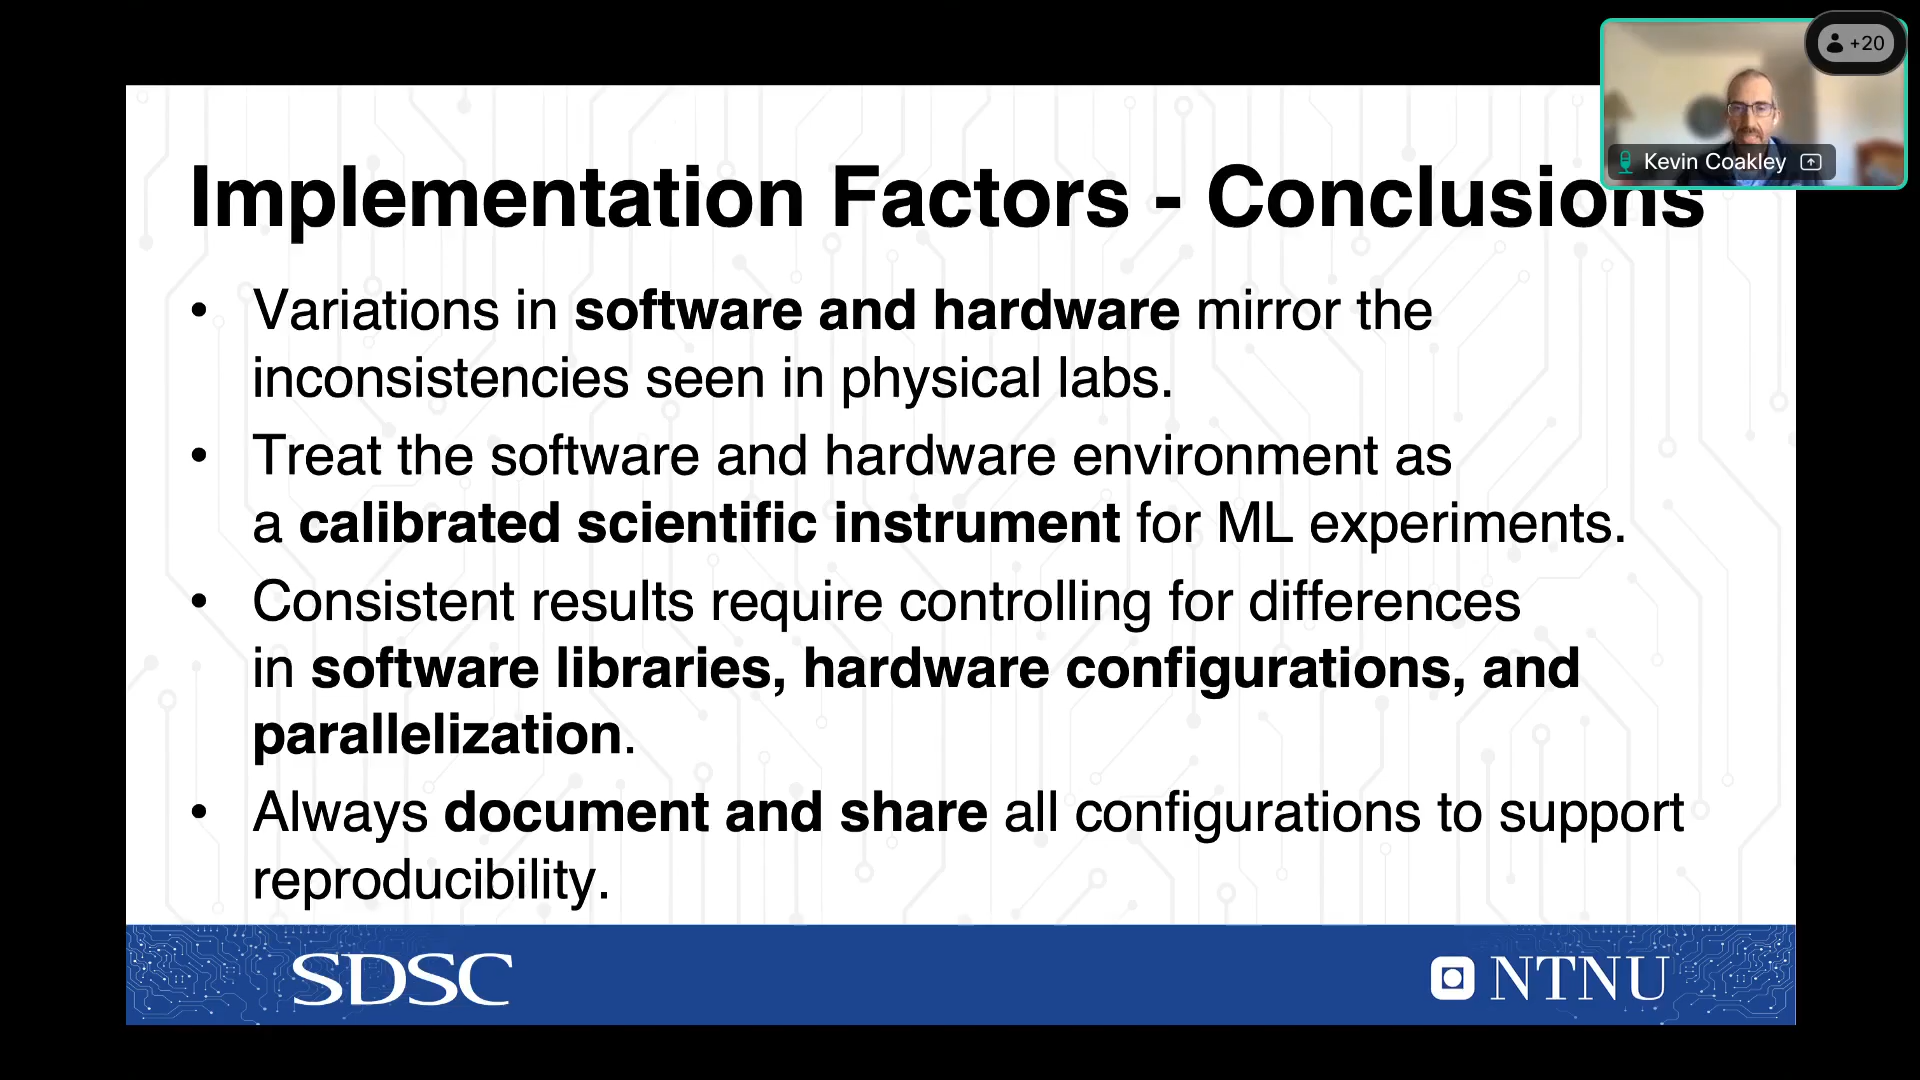 +20
Kevin Coakley
Implementation Factors - Conclusions
• Variations in software and hardware mirror the
inconsistencies seen in physical labs.
• Treat the software and hardware environment as
a calibrated scientific instrument for ML experiments.
• Consistent results require controlling for differences
in software libraries, hardware configurations, and
parallelization.
• Always document and share all configurations to support
reproducibility.
SDSC
NTNU